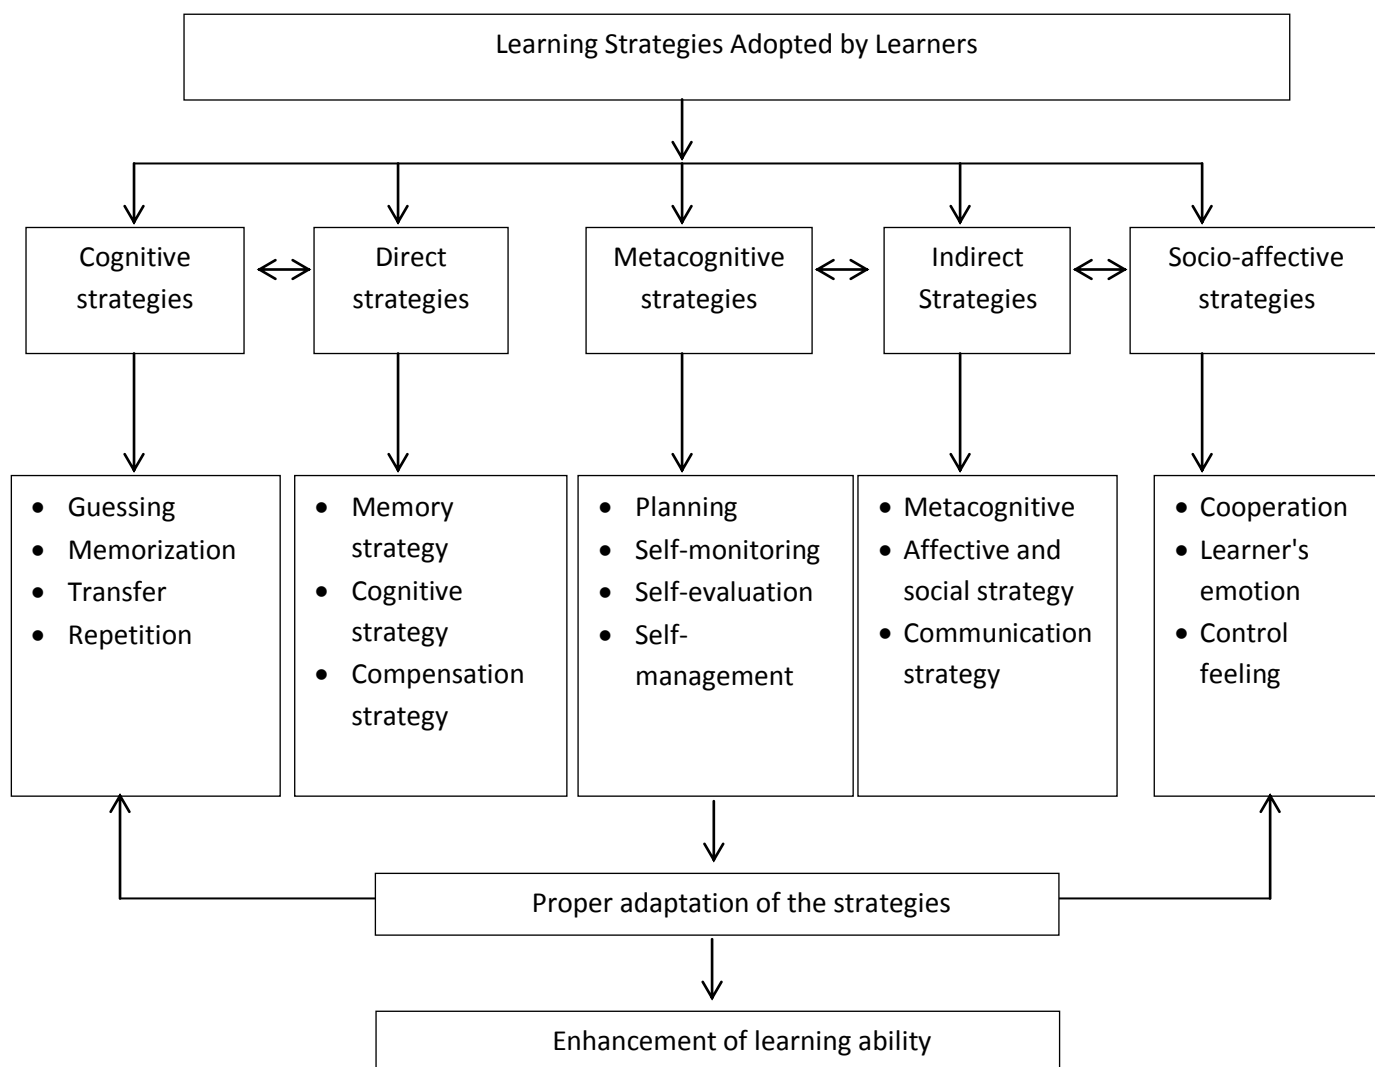 Learning Strategies Adopted by Learners
Cognitive
strategies
Direct
strategies
Metacognitive
strategies
Indirect
Strategies
Socio-affective
strategies
• Guessing
• Memorization
• Transfer
• Repetition
• Memory
strategy
• Cognitive
strategy
• Compensation
strategy
• Planning
• Self-monitoring
• Self-evaluation
• Self-
management
• Metacognitive
• Affective and
social strategy
• Communication
strategy
• Cooperation
• Learner's
emotion
• Control
feeling
Proper adaptation of the strategies
Enhancement of learning ability